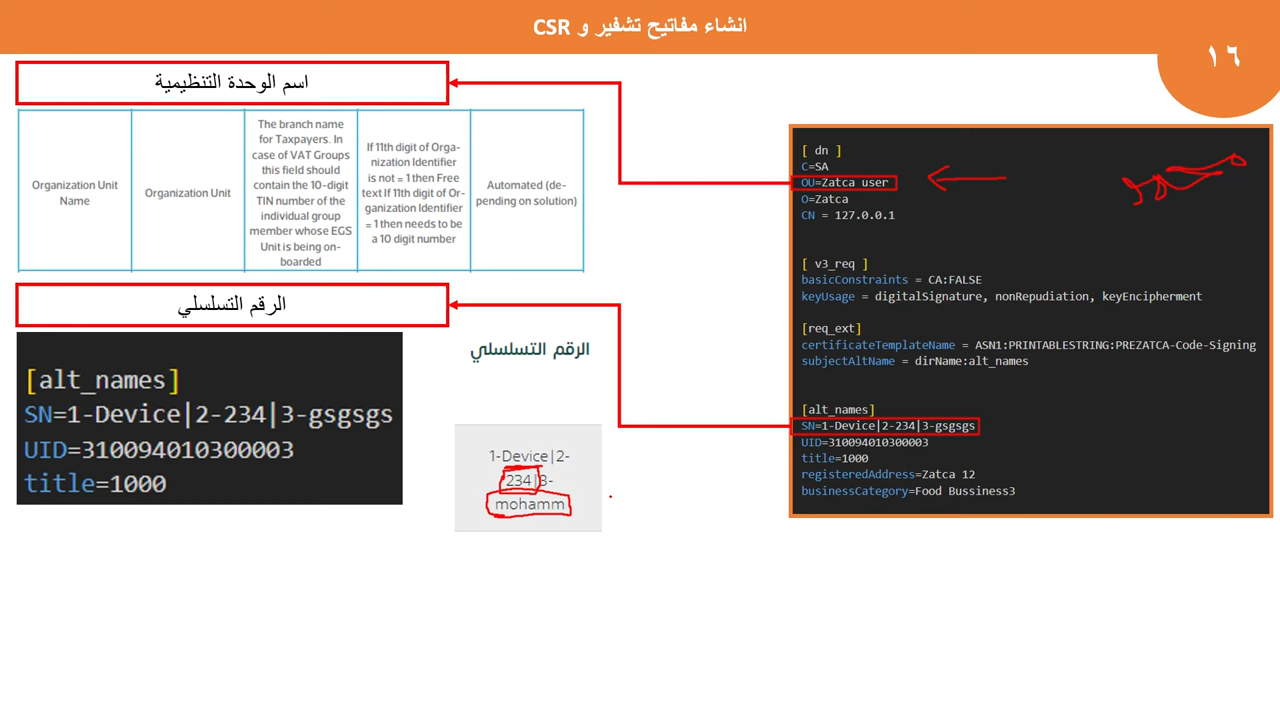 انشاء مفاتيح تشفير و CSR
١٦
اسم الوحدة التنظيمية
Organization Unit
Name
Organization Unit
The branch name
for Taxpayers. In
case of VAT Groups
this field should
contain the 10-digit
TIN number of the
individual group
member whose EGS
Unit is being on-
boarded
If 11th digit of Orga-
nization Identifier
is not = 1 then Free
text If 11th digit of Or-
ganization Identifier
= 1 then needs to be
a 10 digit number
Automated (de-
pending on solution)
الرقم التسلسلي
[alt_names]
SN=1-Device|2-234|3-gsgsgs
UID=310094010300003
title=1000
الرقم التسلسلي
1-Device|2-
234|3-
mohamm
[ dn ]
C=SA
OU=Zatca user
O=Zatca
CN = 127.0.0.1
[ v3_req ]
basicConstraints = CA:FALSE
keyUsage = digitalSignature, nonRepudiation, keyEncipherment
[req_ext]
certificateTemplateName = ASN1:PRINTABLESTRING:PREZATCA-Code-Signing
subjectAltName = dirName:alt_names
[alt_names]
SN=1-Device|2-234|3-gsgsgs
UID=310094010300003
title=1000
registeredAddress=Zatca 12
businessCategory=Food Bussiness3